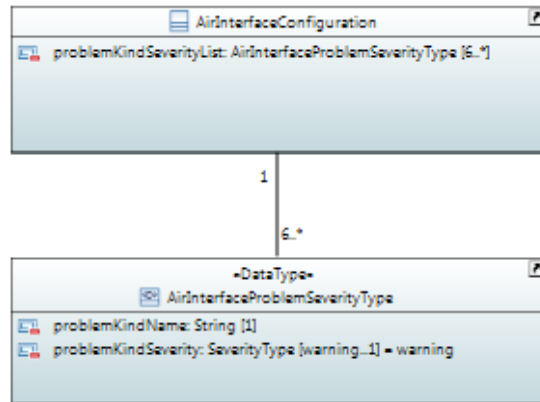 AirInterfaceConfiguration
problemKindSeverityList: AirInterfaceProblemSeverityType [6..*]
1
6..*
«DataType»
AirInterfaceProblemSeverityType
problemKindName: String [1]
problemKindSeverity: SeverityType [warning..1] = warning